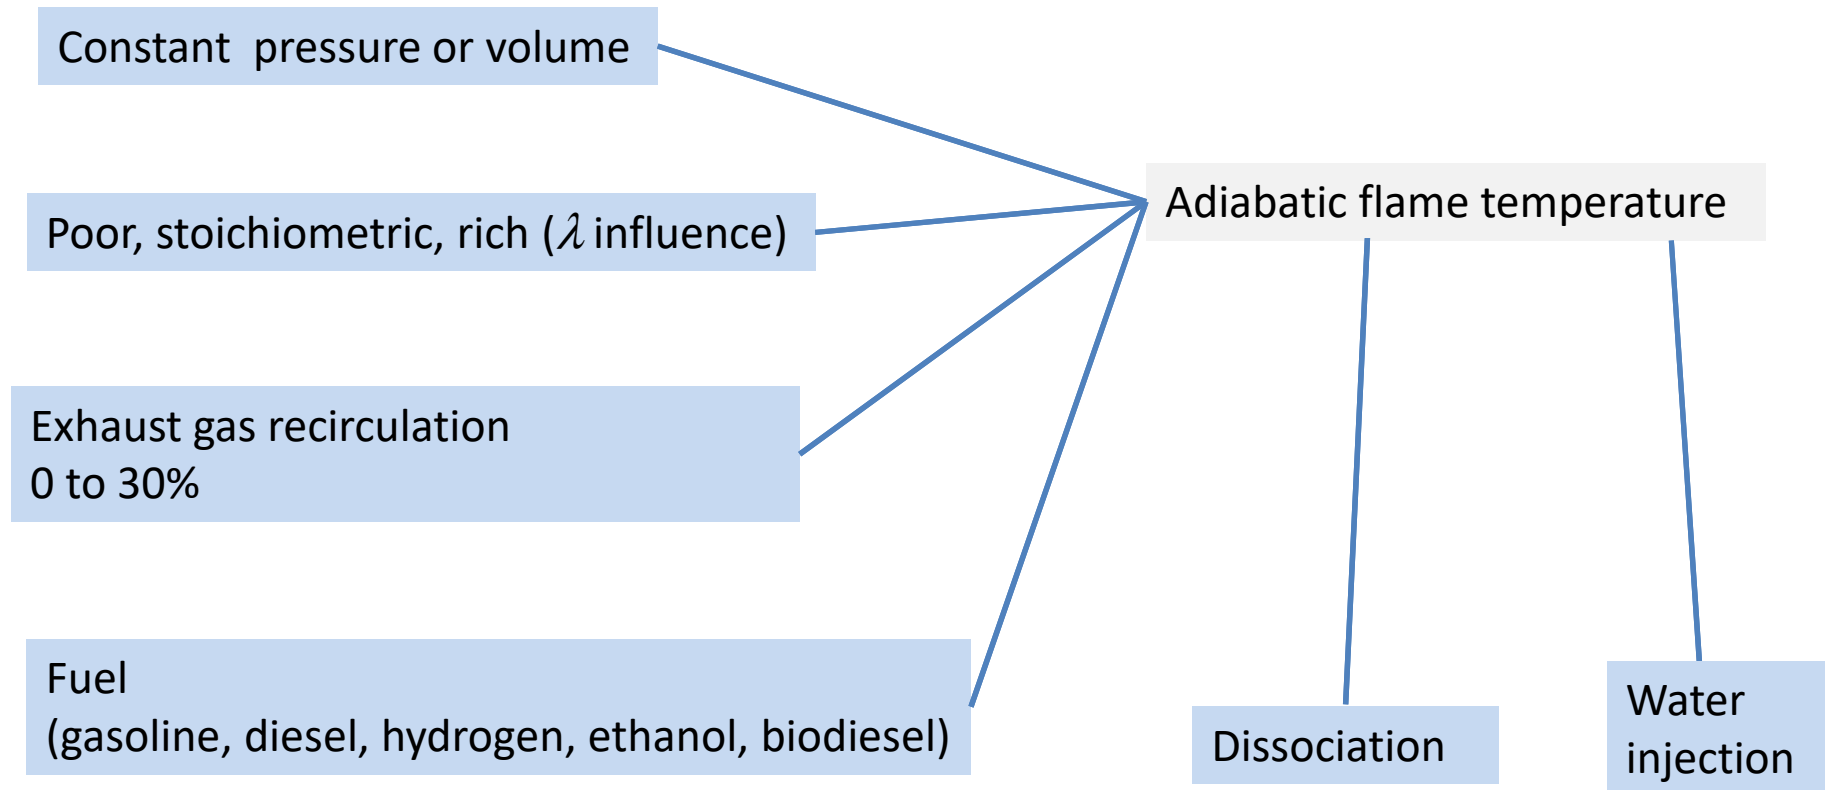 Constant pressure or volume
Adiabatic flame temperature
Poor, stoichiometric, rich (λ influence)
Exhaust gas recirculation
0 to 30%
Fuel
(gasoline, diesel, hydrogen, ethanol, biodiesel)
Dissociation
Water
injection